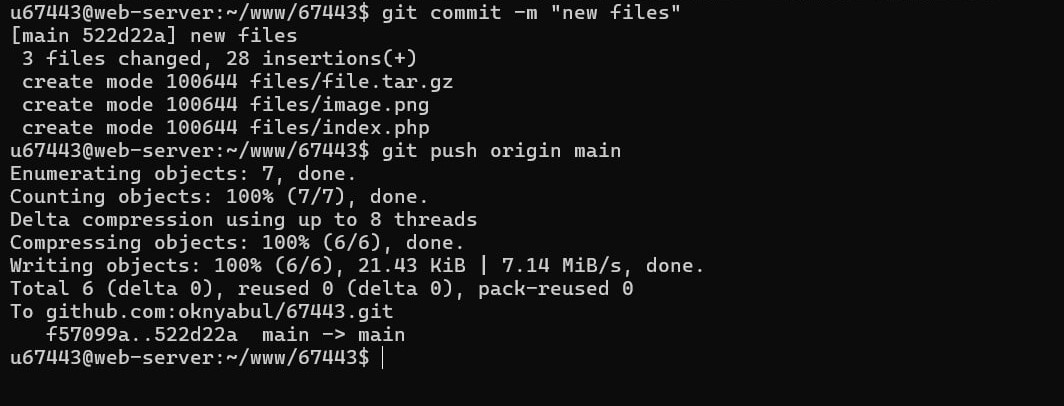 u67443@web-server:~/www/67443$ git commit -m "new files"
[main 522d22a] new files
 3 files changed, 28 insertions(+)
 create mode 100644 files/file.tar.gz
 create mode 100644 files/image.png
 create mode 100644 files/index.php
u67443@web-server:~/www/67443$ git push origin main
Enumerating objects: 7, done.
Counting objects: 100% (7/7), done.
Delta compression using up to 8 threads
Compressing objects: 100% (6/6), done.
Writing objects: 100% (6/6), 21.43 KiB | 7.14 MiB/s, done.
Total 6 (delta 0), reused 0 (delta 0), pack-reused 0
To github.com:oknyabul/67443.git
   f57099a..522d22a  main -> main
u67443@web-server:~/www/67443$